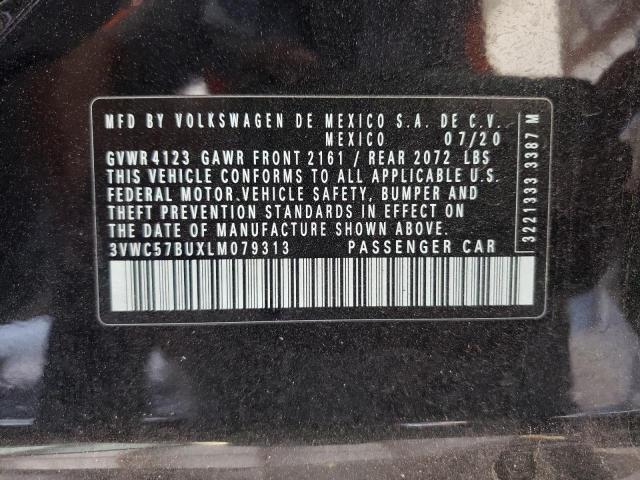 MFD BY VOLKSWAGEN DE MEXICO S.A. DE C.V.
MEXICO 07/20
GVWR4123 GAWR FRONT 2161 / REAR 2072 LBS
THIS VEHICLE CONFORMS TO ALL APPLICABLE U.S.
FEDERAL MOTOR.VEHICLE SAFETY, BUMPER AND
THEFT PREVENTION STANDARDS IN EFFECT ON
THE DATE OF MANUFACTURE SHOWN ABOVE.
3VWC57BUXLM079313 PASSENGER CAR
3221333 3387 M